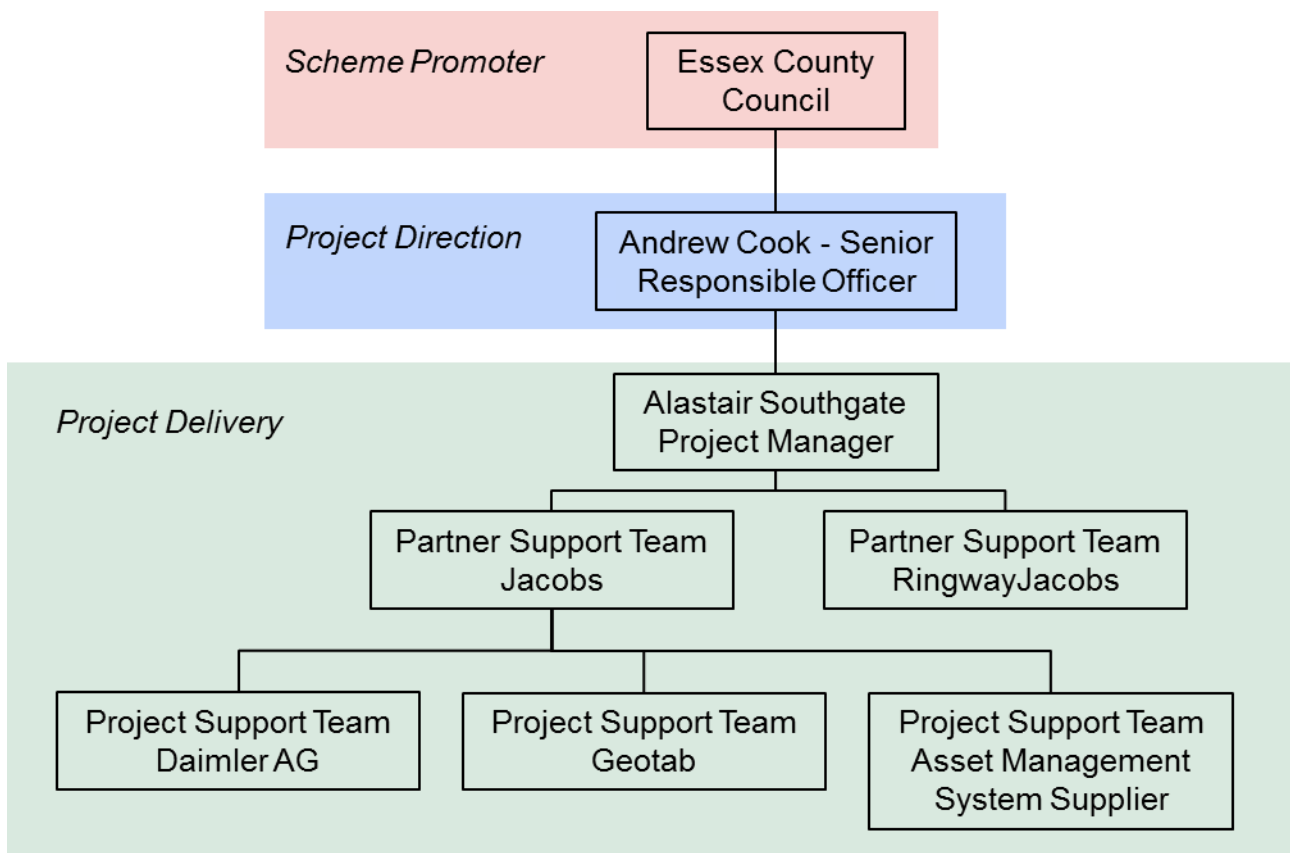 Scheme Promoter
Essex County
Council
Project Direction
Andrew Cook - Senior
Responsible Officer
Project Delivery
Alastair Southgate
Project Manager
Partner Support Team
Jacobs
Partner Support Team
RingwayJacobs
Project Support Team
Daimler AG
Project Support Team
Geotab
Project Support Team
Asset Management
System Supplier